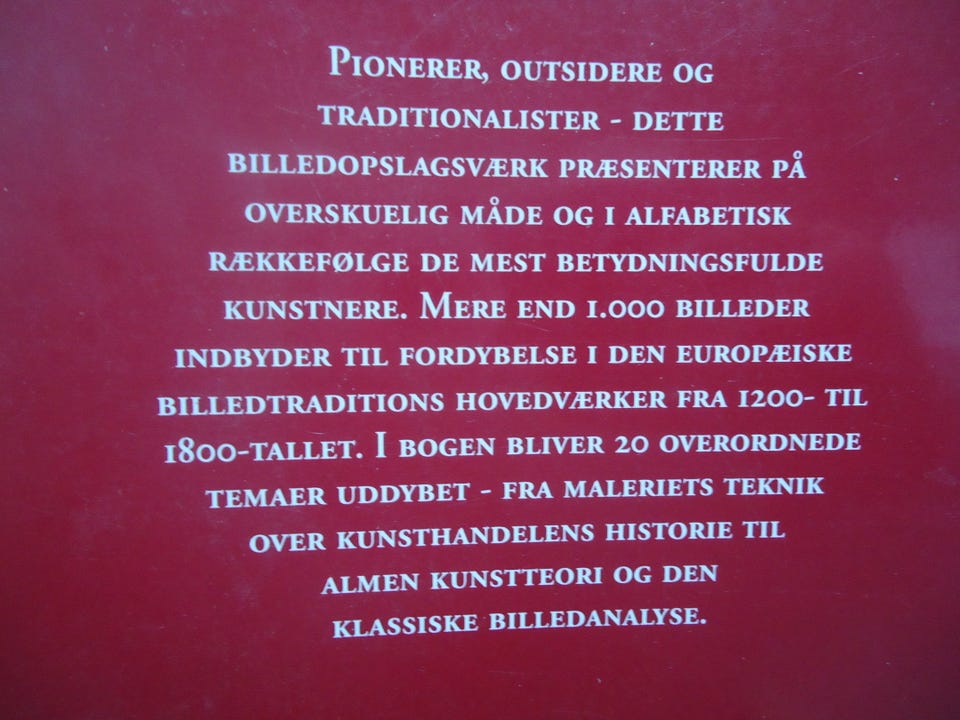 Pionerer, outsidere og
traditionalister - dette
billedopslagsværk præsenterer på
overskuelig måde og i alfabetisk
rækkefølge de mest betydningsfulde
kunstnere. Mere end 1.000 billeder
indbyder til fordybelse i den europæiske
billedtraditions hovedværker fra 1200- til
1800-tallet. I bogen bliver 20 overordnede
temaer uddybet - fra maleriets teknik
over kunsthandelens historie til
almen kunstteori og den
klassiske billedanalyse.